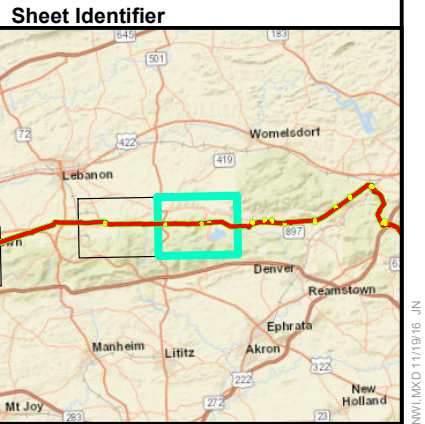 Sheet Identifier
645
183
501
72
422
Womelsdorf
419
Lebanon
897
Denver
Reamstown
Ephrata
Manheim
Lititz
Akron
322
222
New
Holland
272
Mt Joy
283
23
NWI.MXD 11/19/16 JN